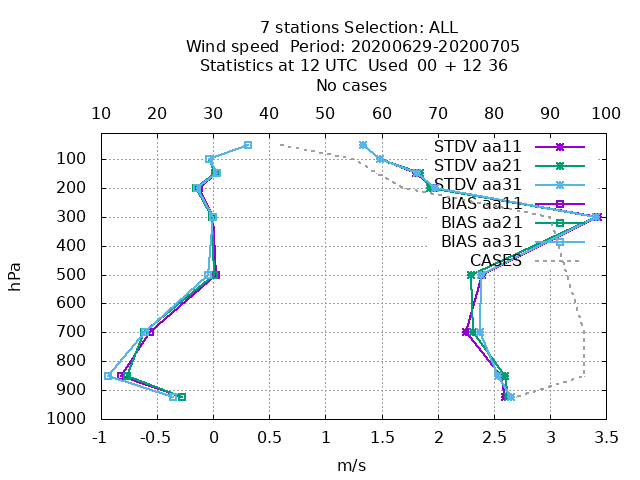 7 stations Selection: ALL
Wind speed  Period: 20200629-20200705
Statistics at 12 UTC  Used  00 + 12 36
No cases
10 20 30 40 50 60 70 80 90 100
STDV aa11
STDV aa21
STDV aa31
BIAS aa11
BIAS aa21
BIAS aa31
CASES
hPa
100
200
300
400
500
600
700
800
900
1000
-1 -0.5 0 0.5 1 1.5 2 2.5 3 3.5
m/s